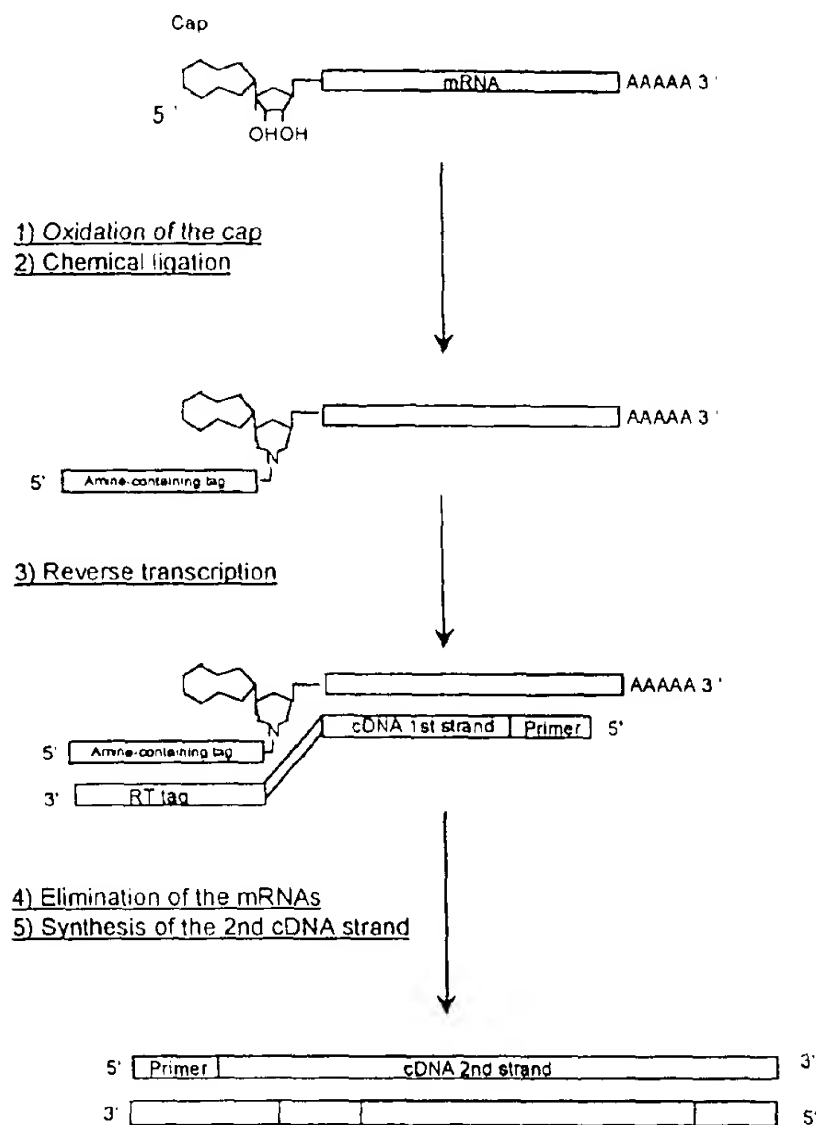 Cap
mRNA AAAAA 3'
5'
OHOH
1) Oxidation of the cap
2) Chemical ligation
AAAAA 3'
N
5' Amine-containing tag
3) Reverse transcription
AAAAA 3'
N
cDNA 1st strand Primer 5'
5' Amine-containing tag
3' RT tag
4) Elimination of the mRNAs
5) Synthesis of the 2nd cDNA strand
5' Primer cDNA 2nd strand 3'
3' 5'